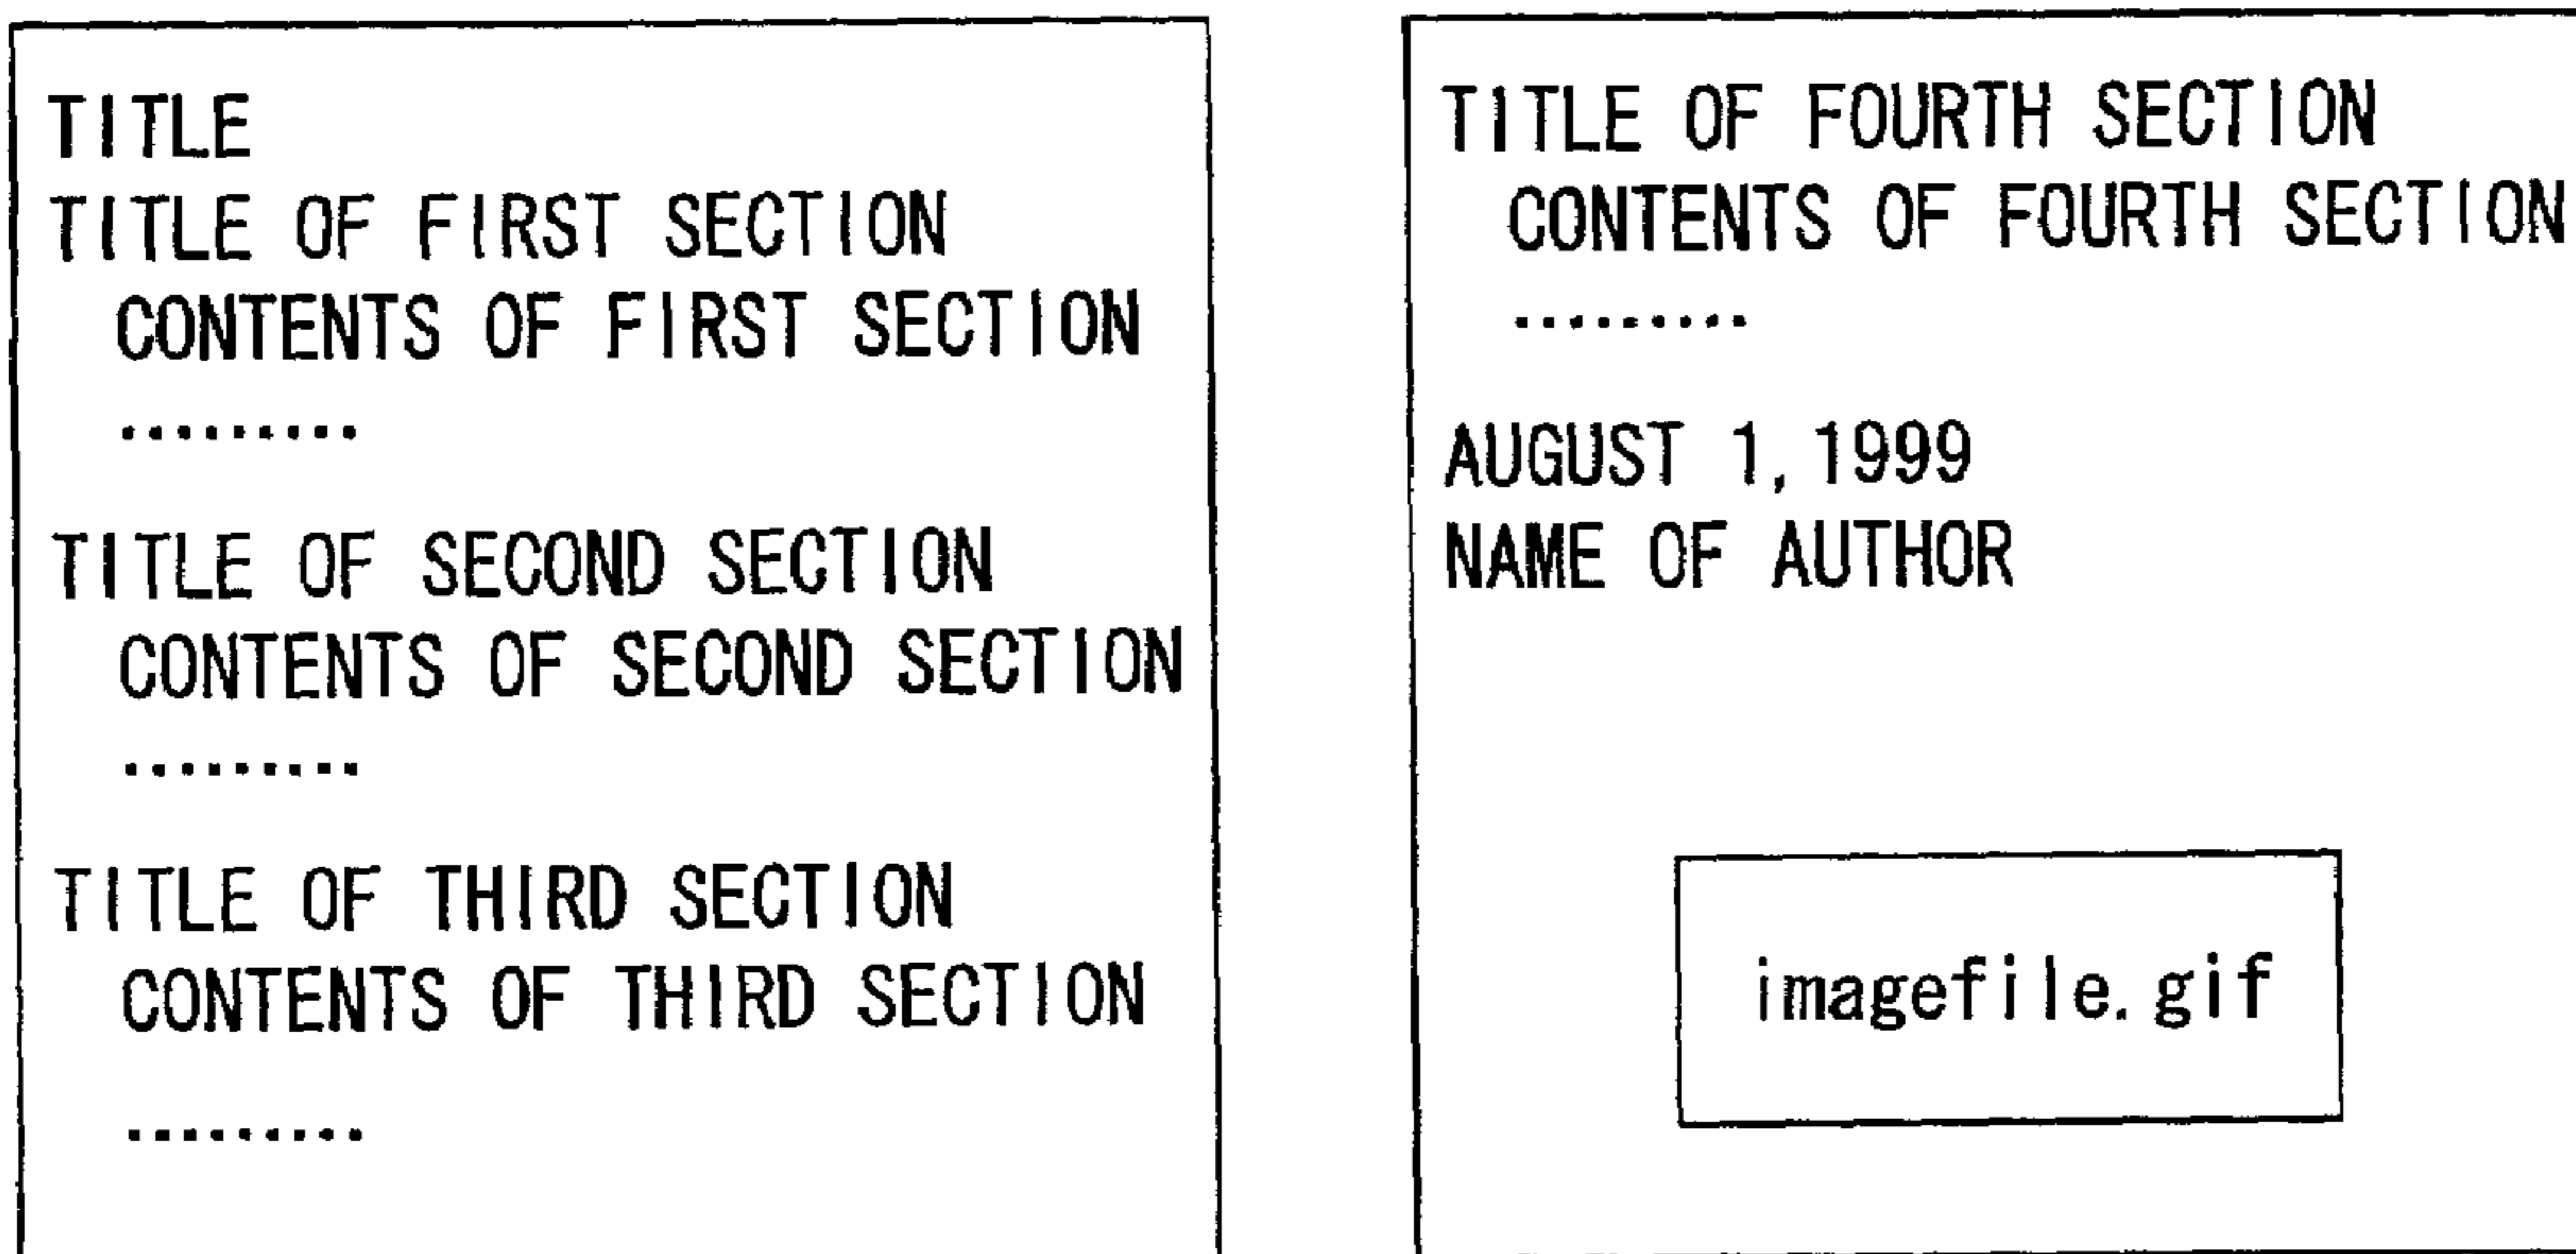 TITLE
TITLE OF FIRST SECTION
CONTENTS OF FIRST SECTION
.........
TITLE OF SECOND SECTION
CONTENTS OF SECOND SECTION
.........
TITLE OF THIRD SECTION
CONTENTS OF THIRD SECTION
.........
TITLE OF FOURTH SECTION
CONTENTS OF FOURTH SECTION
.........
AUGUST 1, 1999
NAME OF AUTHOR
imagefile.gif